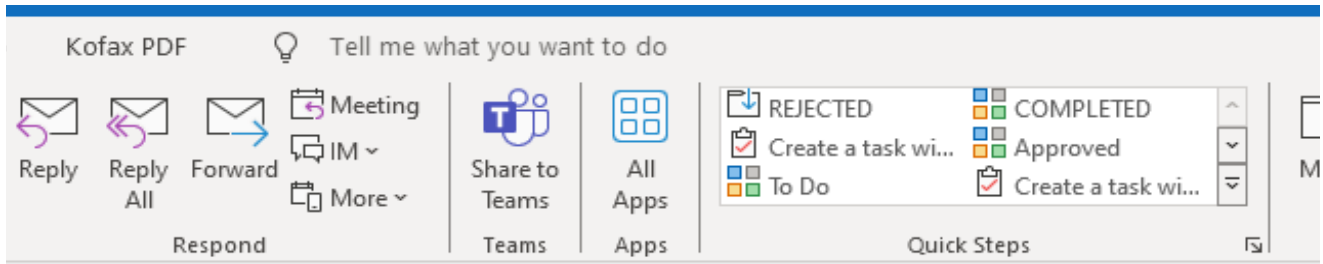 Kofax PDF Tell me what you want to do
Reply
Reply All
Forward
Meeting
IM
More
Respond
Share to Teams
Teams
All Apps
Apps
REJECTED
Create a task wi...
To Do
COMPLETED
Approved
Create a task wi...
Quick Steps
M